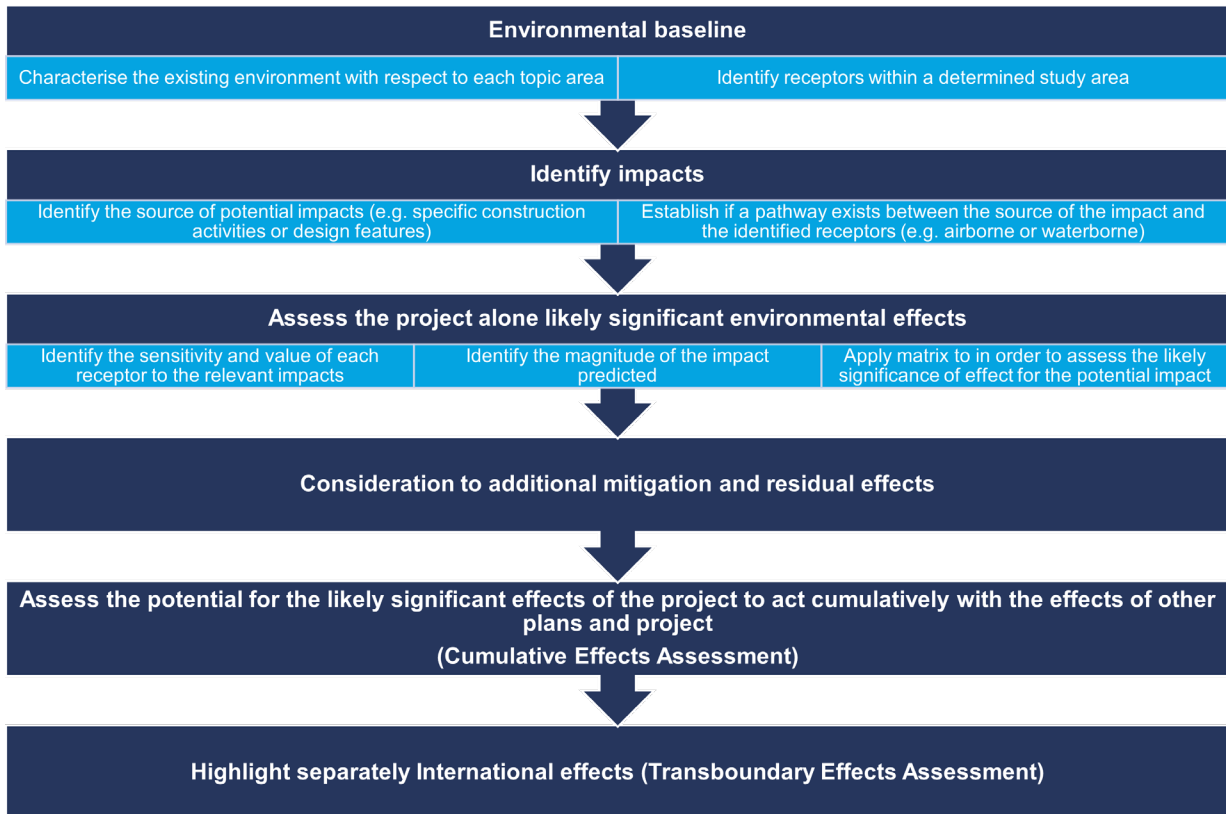 Environmental baseline
Characterise the existing environment with respect to each topic area
Identify receptors within a determined study area
Identify impacts
Identify the source of potential impacts (e.g. specific construction
activities or design features)
Establish if a pathway exists between the source of the impact and
the identified receptors (e.g. airborne or waterborne)
Assess the project alone likely significant environmental effects
Identify the sensitivity and value of each
receptor to the relevant impacts
Identify the magnitude of the impact
predicted
Apply matrix to in order to assess the likely
significance of effect for the potential impact
Consideration to additional mitigation and residual effects
Assess the potential for the likely significant effects of the project to act cumulatively with the effects of other
plans and project
(Cumulative Effects Assessment)
Highlight separately International effects (Transboundary Effects Assessment)